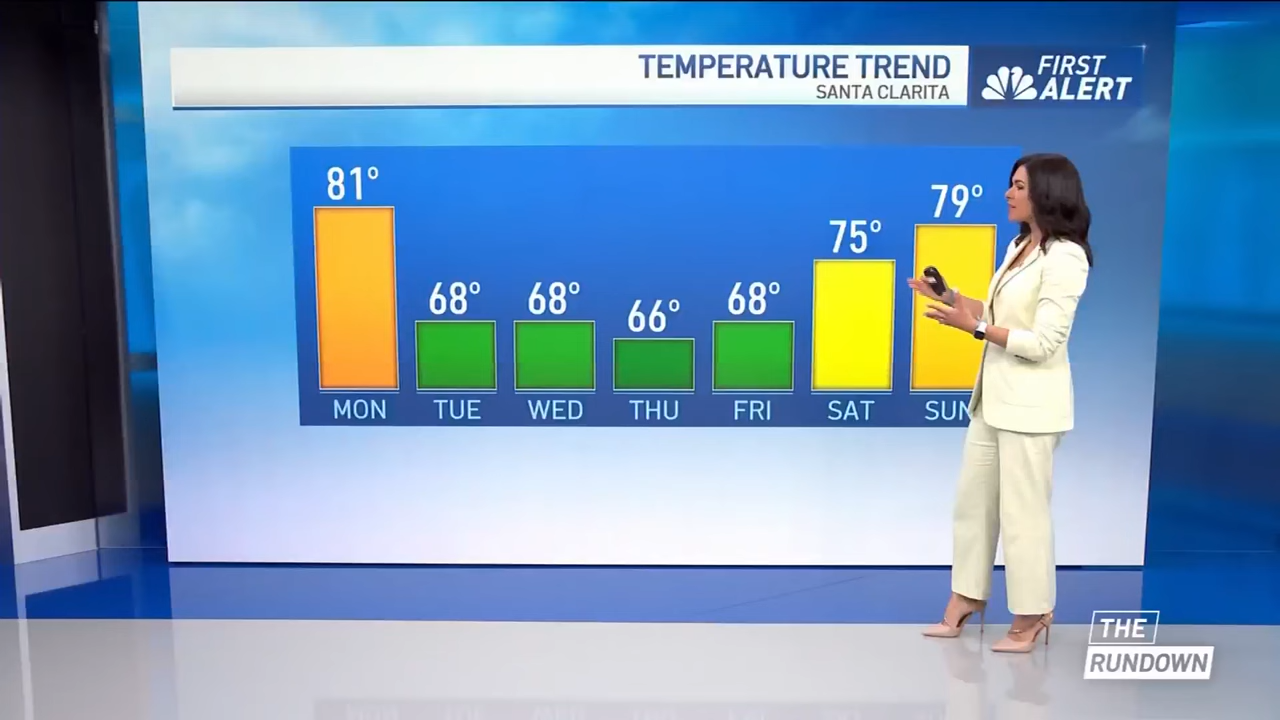 TEMPERATURE TREND
SANTA CLARITA
FIRST
ALERT
81° 68° 68° 66° 68° 75° 79°
MON TUE WED THU FRI SAT SUN
THE
RUNDOWN